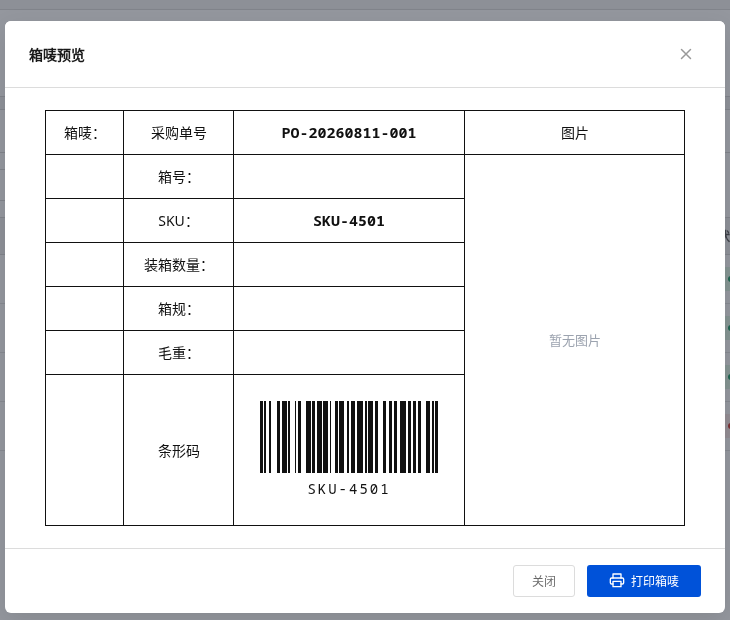 箱唛预览
箱唛： 采购单号 PO-20260811-001 图片
箱号：
SKU： SKU-4501
装箱数量：
箱规：
毛重：
暂无图片
条形码
SKU-4501
关闭 打印箱唛